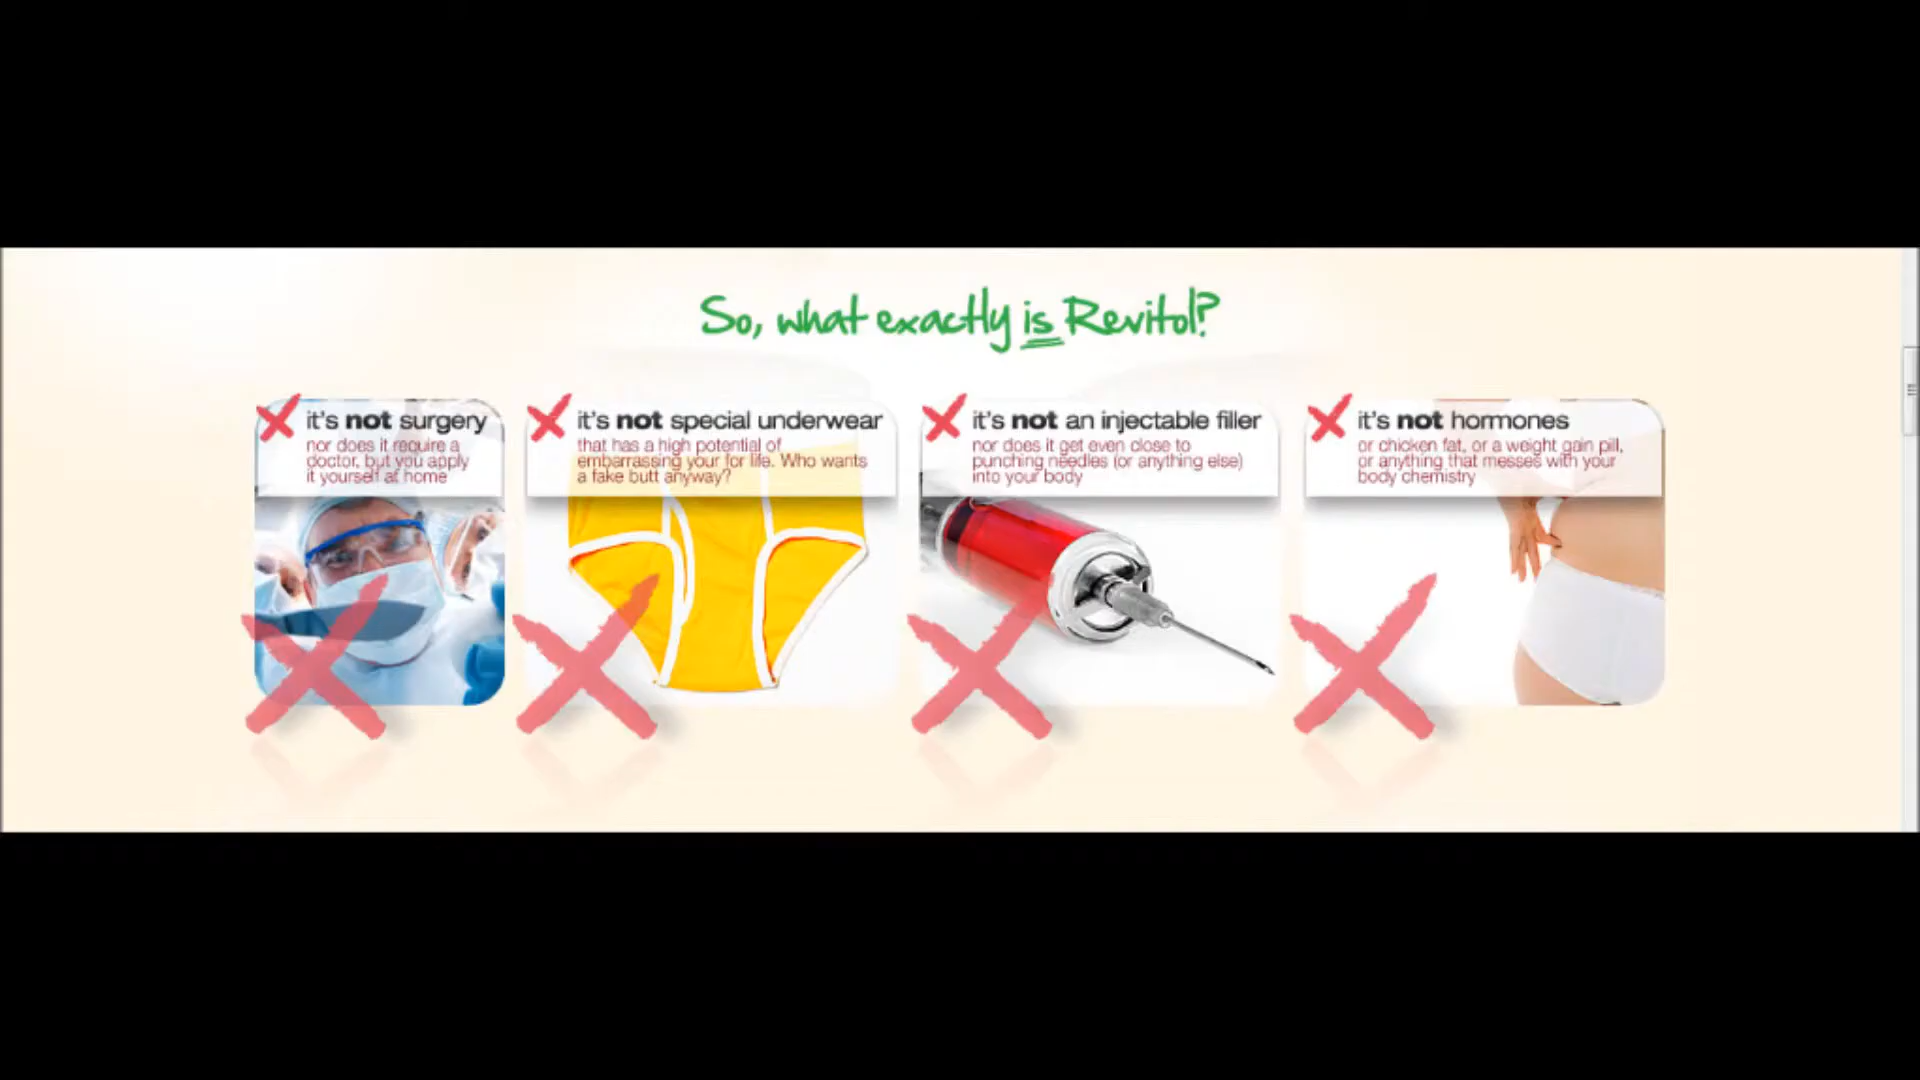 So, what exactly is Revitol?
it's not surgery
nor does it require a
doctor, but you apply
it yourself at home
it's not special underwear
that has a high potential of
embarrassing your for life. Who wants
a fake butt anyway?
it's not an injectable filler
nor does it get even close to
punching needles (or anything else)
into your body
it's not hormones
or chicken fat, or a weight gain pill,
or anything that messes with your
body chemistry